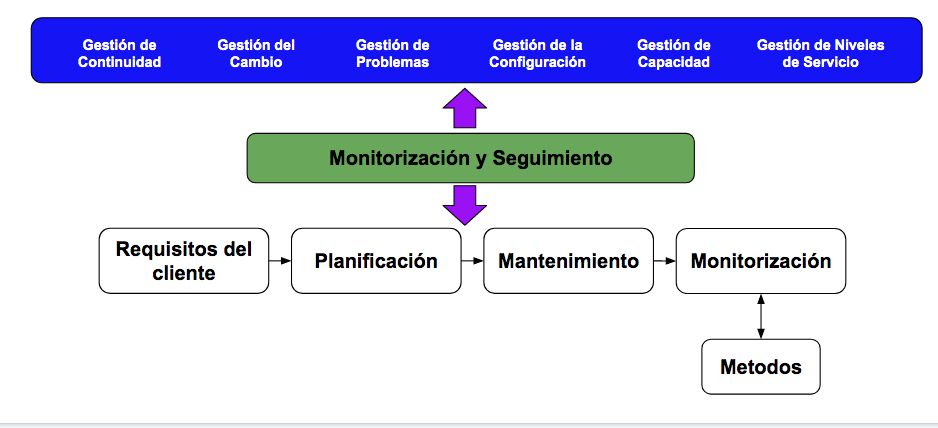 Gestión de
Continuidad
Gestión del
Cambio
Gestión de
Problemas
Gestión de la
Configuración
Gestión de
Capacidad
Gestión de Niveles
de Servicio
Monitorización y Seguimiento
Requisitos del
cliente
Planificación
Mantenimiento
Monitorización
Metodos